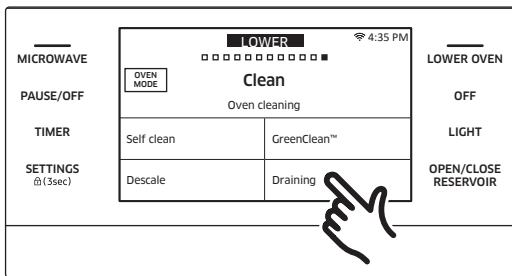 LOWER
4:35 PM
MICROWAVE
LOWER OVEN
OVEN
MODE
Clean
PAUSE/OFF
OFF
Oven cleaning
TIMER
Self clean
GreenClean™
LIGHT
SETTINGS
(3sec)
Descale
Draining
OPEN/CLOSE
RESERVOIR